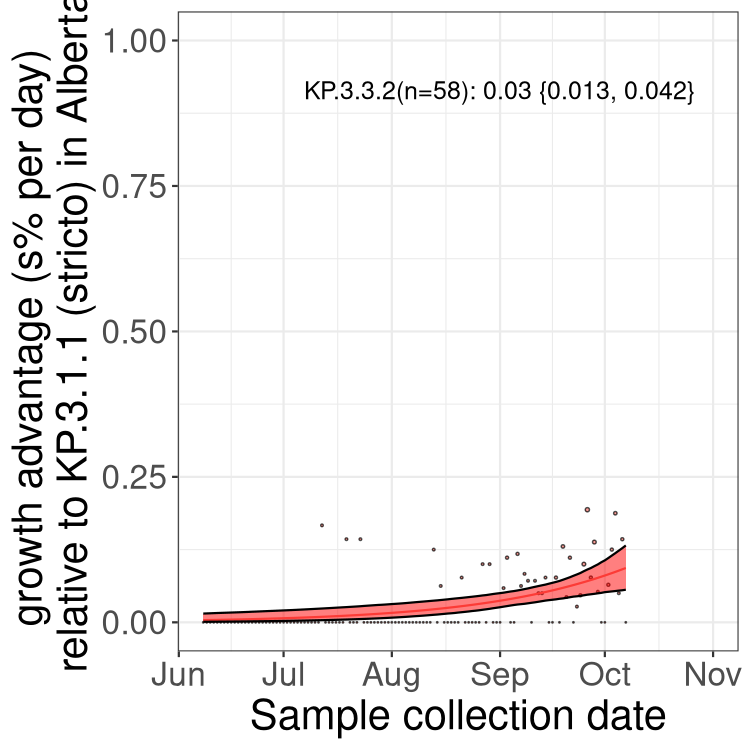 growth advantage (s% per day)
relative to KP.3.1.1 (stricto) in Alberta
1.00
0.75
0.50
0.25
0.00
KP.3.3.2(n=58): 0.03 {0.013, 0.042}
Jun Jul Aug Sep Oct Nov
Sample collection date